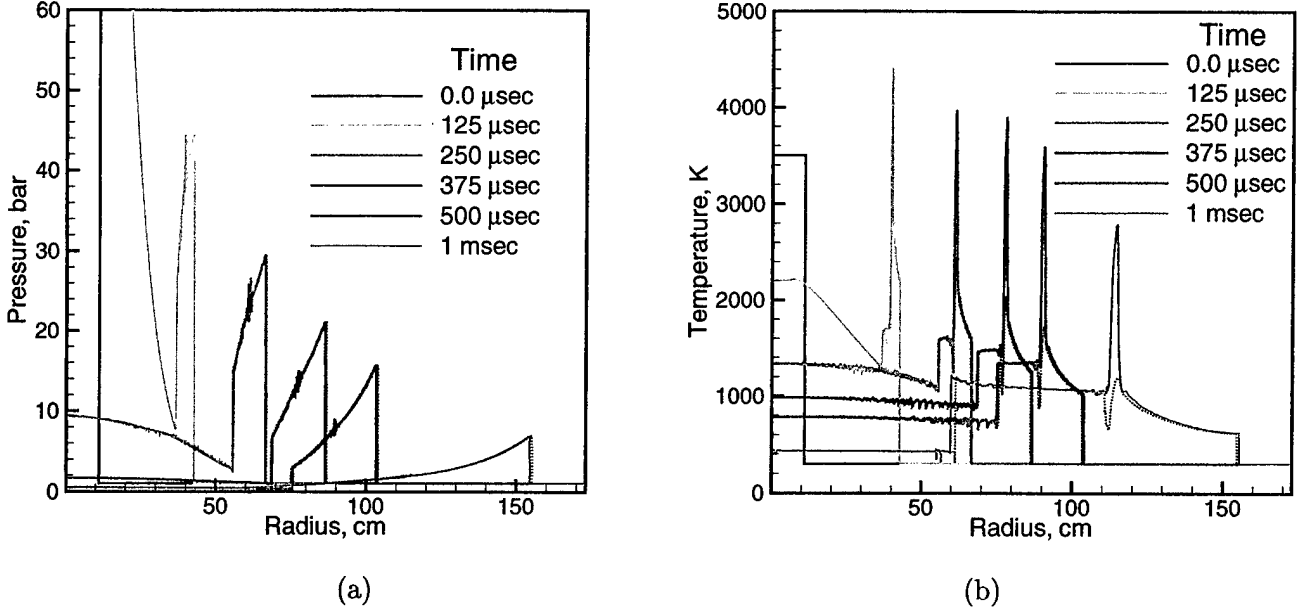 60
50
40
30
20
10
0
Pressure, bar
50
100
150
Radius, cm
Time
0.0 μsec
125 μsec
250 μsec
375 μsec
500 μsec
1 msec
(a)
5000
4000
3000
2000
1000
0
Temperature, K
50
100
150
Radius, cm
Time
0.0 μsec
125 μsec
250 μsec
375 μsec
500 μsec
1 msec
(b)